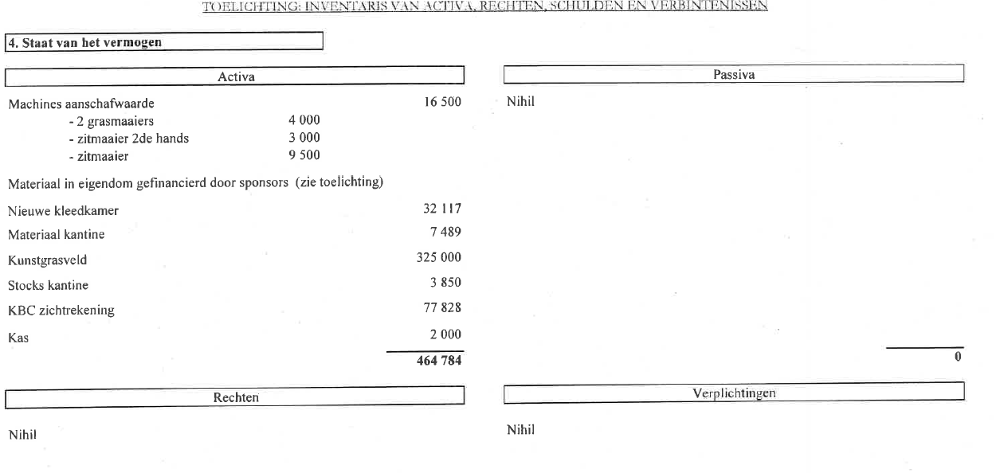 TOELICHTING: INVENTARIS VAN ACTIVA, RECHTEN, SCHULDEN EN VERBINTENISSEN
4. Staat van het vermogen
Activa
Machines aanschafwaarde 16 500
- 2 grasmaaiers 4 000
- zitmaaier 2de hands 3 000
- zitmaaier 9 500
Materiaal in eigendom gefinancierd door sponsors (zie toelichting)
Nieuwe kleedkamer 32 117
Materiaal kantine 7 489
Kunstgrasveld 325 000
Stocks kantine 3 850
KBC zichtrekening 77 828
Kas 2 000
464 784
Passiva
Nihil
0
Rechten
Nihil
Verplichtingen
Nihil